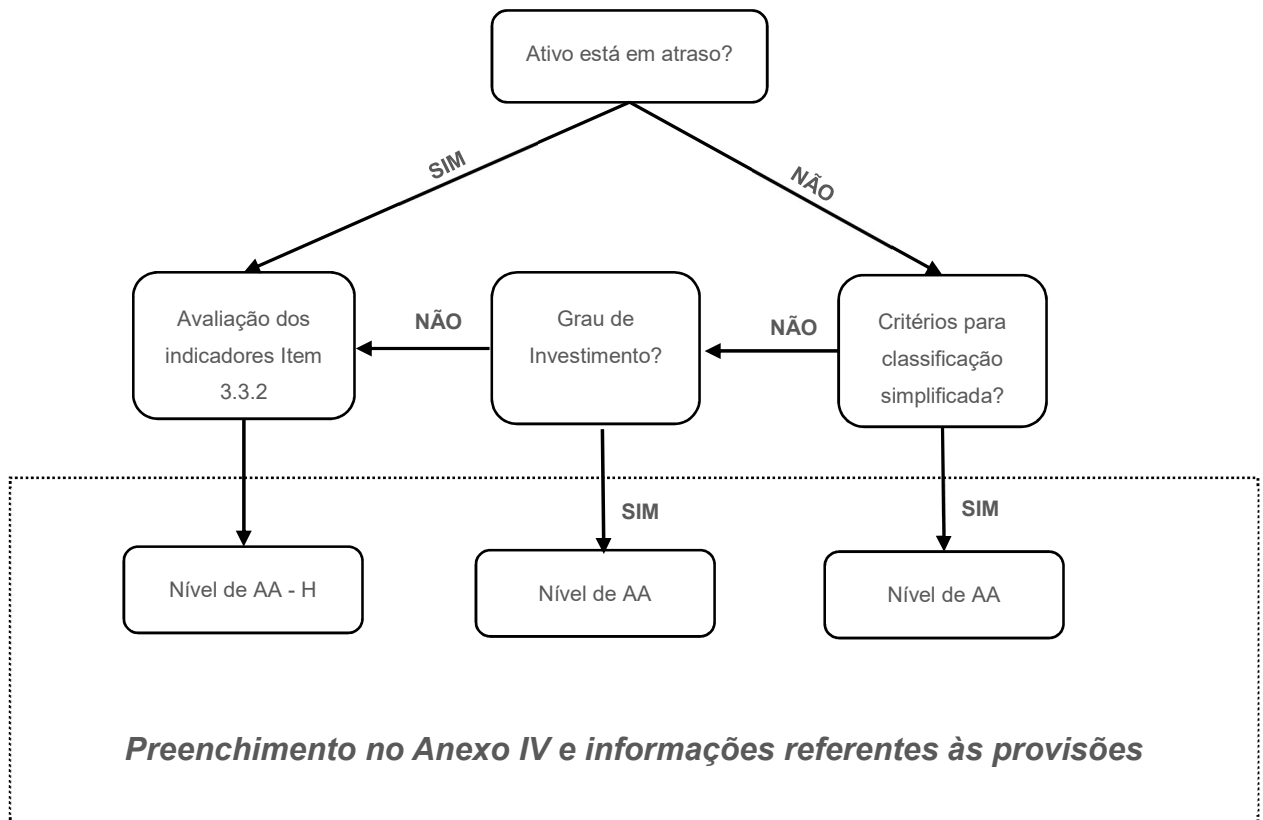 Ativo está em atraso?
SIM
NÃO
Avaliação dos
indicadores Item
3.3.2
NÃO
Grau de
Investimento?
NÃO
Critérios para
classificação
simplificada?
SIM
SIM
Nível de AA - H
Nível de AA
Nível de AA
Preenchimento no Anexo IV e informações referentes às provisões